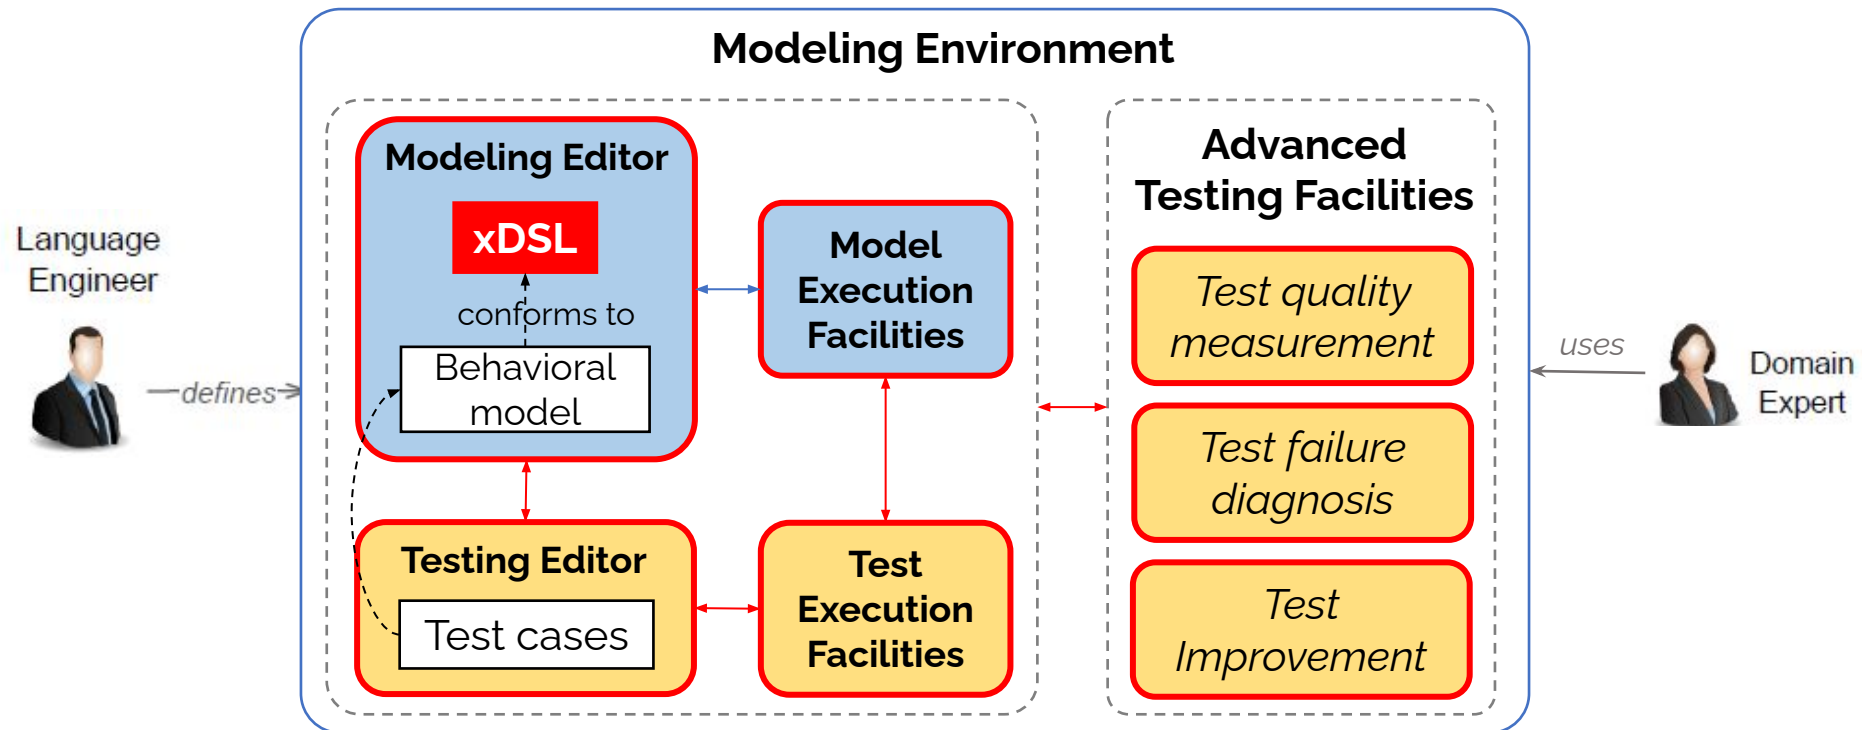 Modeling Environment
Language
Engineer
defines
Modeling Editor
xDSL
conforms to
Behavioral
model
Model
Execution
Facilities
Testing Editor
Test cases
Test
Execution
Facilities
Advanced
Testing Facilities
Test quality
measurement
Test failure
diagnosis
Test
Improvement
uses
Domain
Expert